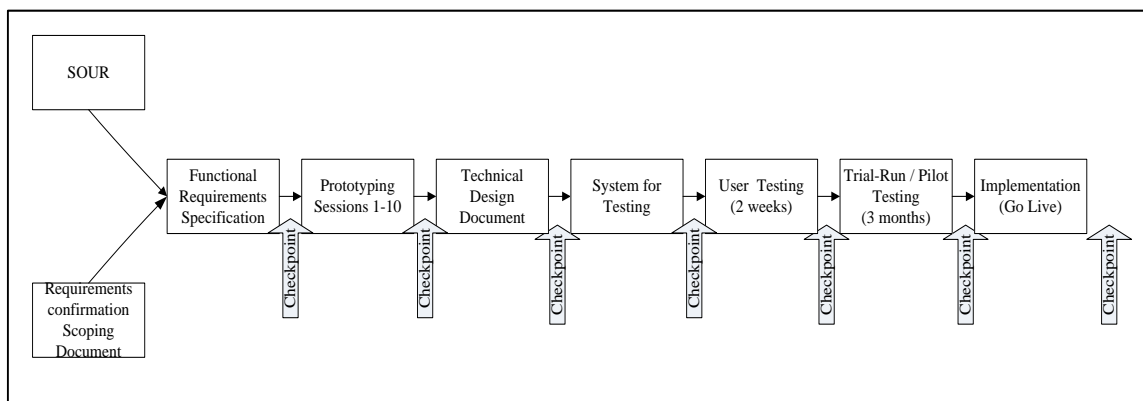 SOUR
Functional
Requirements
Specification
Prototyping
Sessions 1-10
Technical
Design
Document
System for
Testing
User Testing
(2 weeks)
Trial-Run / Pilot
Testing
(3 months)
Implementation
(Go Live)
Requirements
confirmation
Scoping
Document
Checkpoint
Checkpoint
Checkpoint
Checkpoint
Checkpoint
Checkpoint
Checkpoint